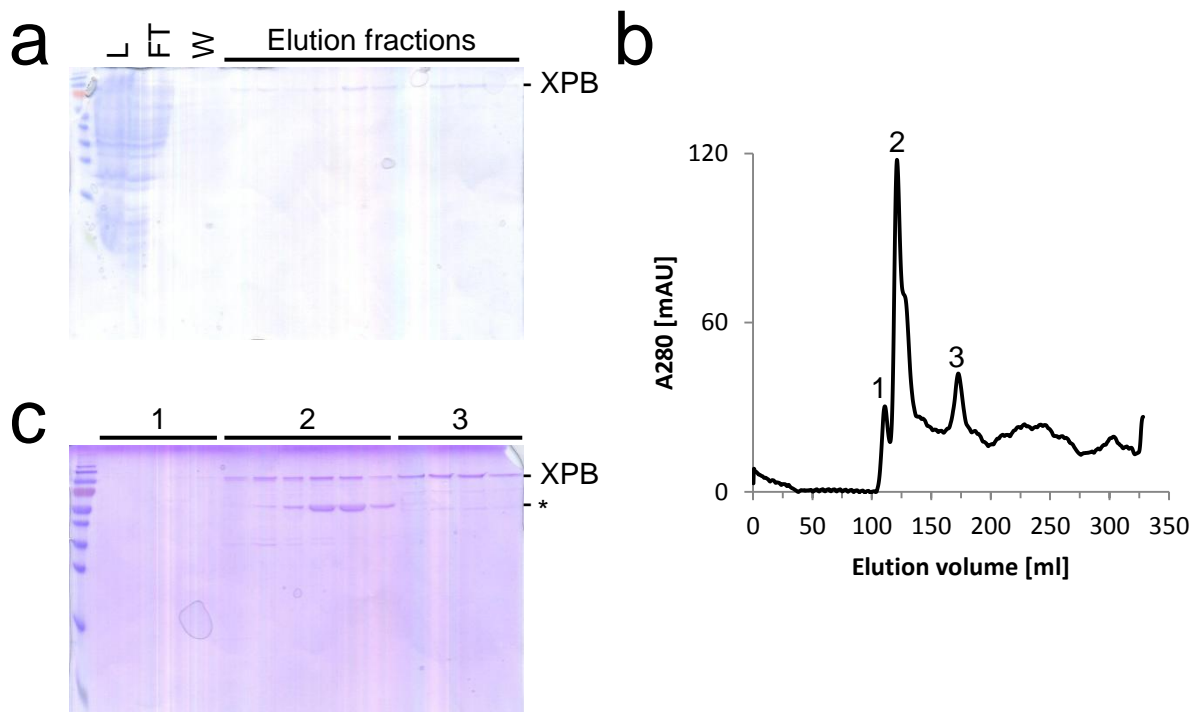 a
L FT W Elution fractions
XPB
b
120
60
0
A280 [mAU]
1
2
3
0 50 100 150 200 250 300 350
Elution volume [ml]
c
1 2 3
XPB
*